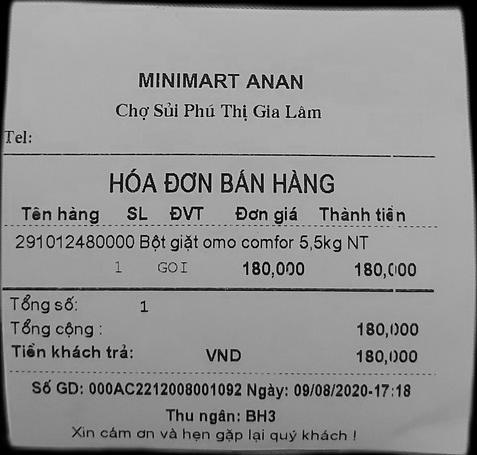 MINIMART ANAN
Chợ Sủi Phú Thị Gia Lâm
Tel:
HÓA ĐƠN BÁN HÀNG
Tên hàng SL ĐVT Đơn giá Thành tiền
291012480000 Bột giặt omo comfor 5,5kg NT
1 GOI 180,000 180,000
Tổng số: 1
Tổng cộng : 180,000
Tiền khách trả: VND 180,000
Số GD: 000AC2212008001092 Ngày: 09/08/2020-17:18
Thu ngân: BH3
Xin cám ơn và hẹn gặp lại quý khách !